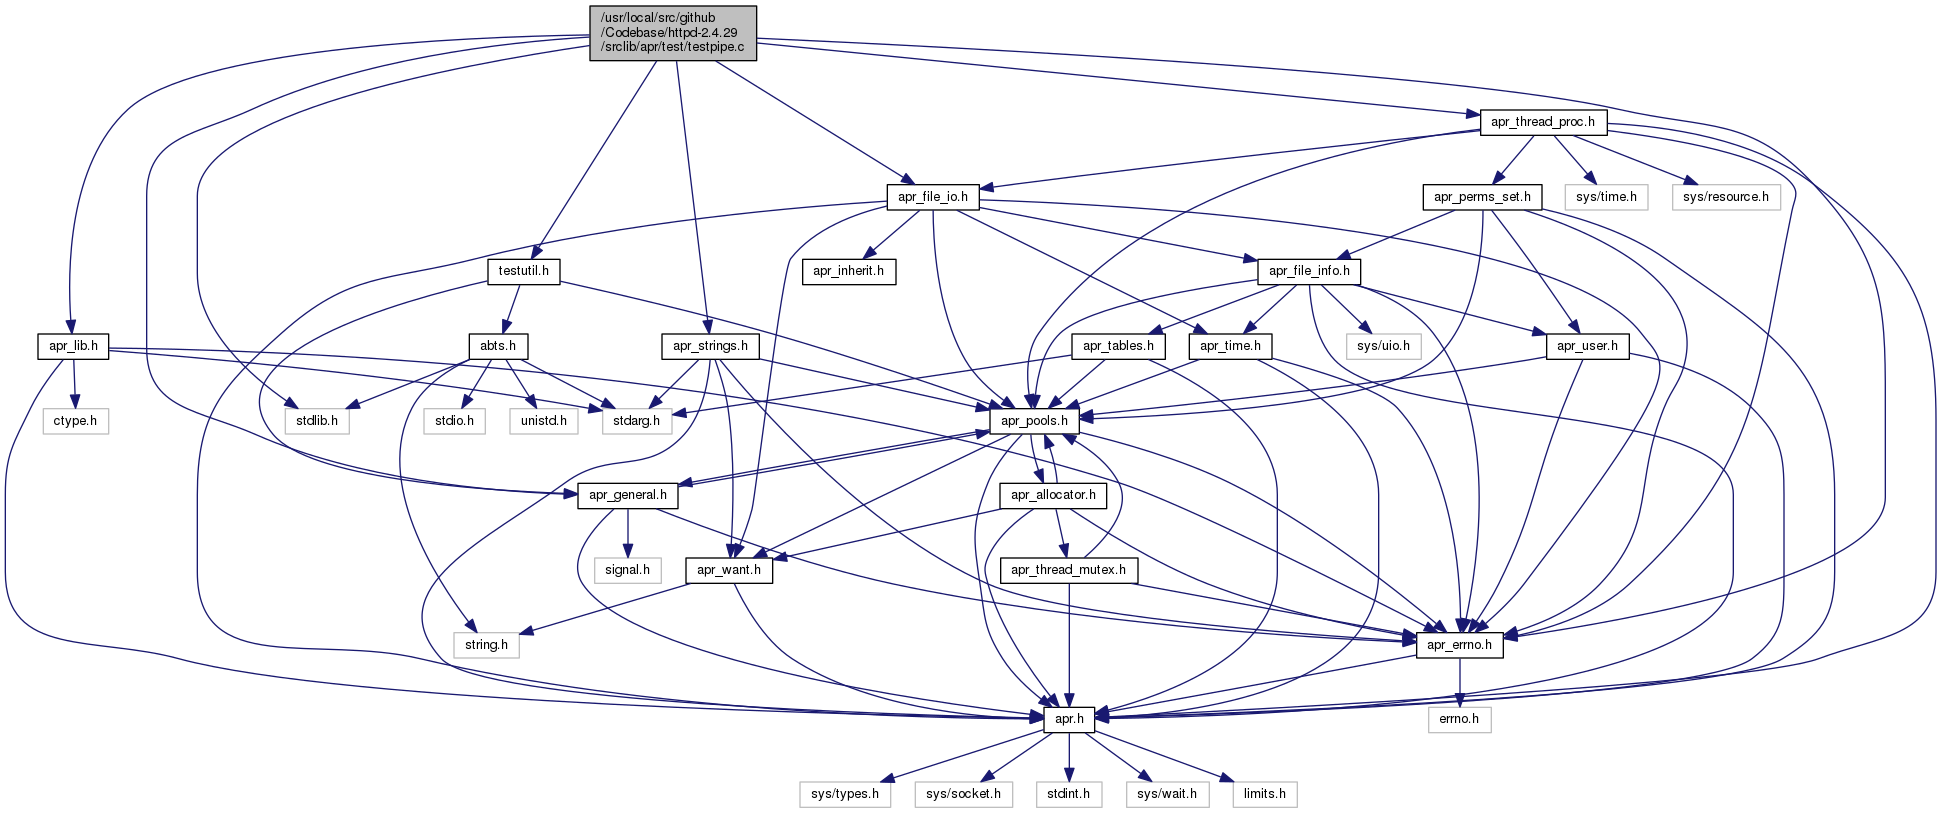 /usr/local/src/github
/Codebase/httpd-2.4.29
/srclib/apr/test/testpipe.c
apr_thread_proc.h
apr_file_io.h
apr_perms_set.h
sys/time.h
sys/resource.h
testutil.h
apr_inherit.h
apr_file_info.h
apr_lib.h
abts.h
apr_strings.h
apr_tables.h
apr_time.h
sys/uio.h
apr_user.h
ctype.h
stdlib.h
stdio.h
unistd.h
stdarg.h
apr_pools.h
apr_general.h
apr_allocator.h
signal.h
apr_want.h
apr_thread_mutex.h
string.h
apr_errno.h
apr.h
errno.h
sys/types.h
sys/socket.h
stdint.h
sys/wait.h
limits.h